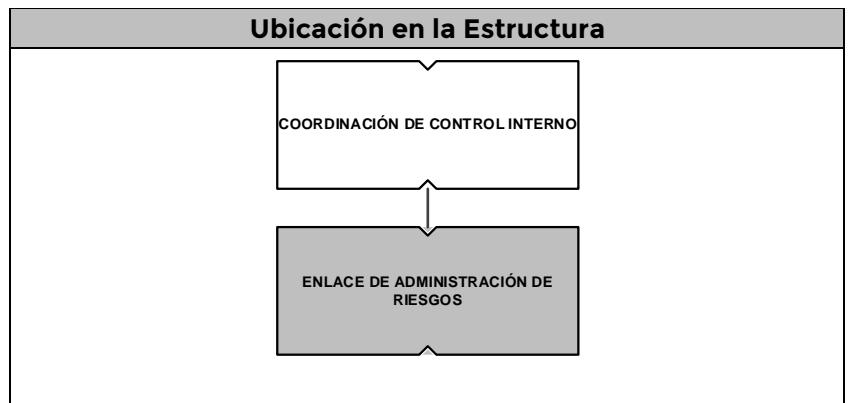 Ubicación en la Estructura
COORDINACIÓN DE CONTROL INTERNO
ENLACE DE ADMINISTRACIÓN DE
RIESGOS